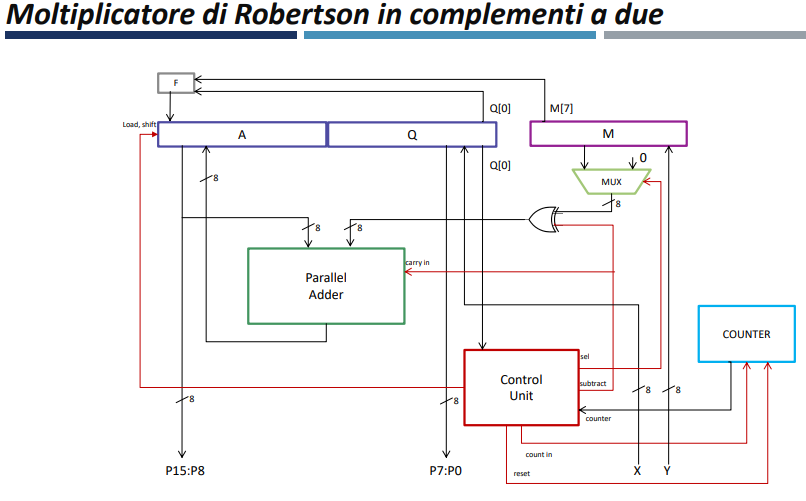 Moltiplicatore di Robertson in complementi a due
F
Q[0]
M[7]
Load, shift
A
Q
M
Q[0]
0
MUX
8
8
8
8
carry in
Parallel
Adder
COUNTER
sel
Control
Unit
subtract
8
8
8
8
counter
count in
P15:P8
P7:P0
reset
X
Y